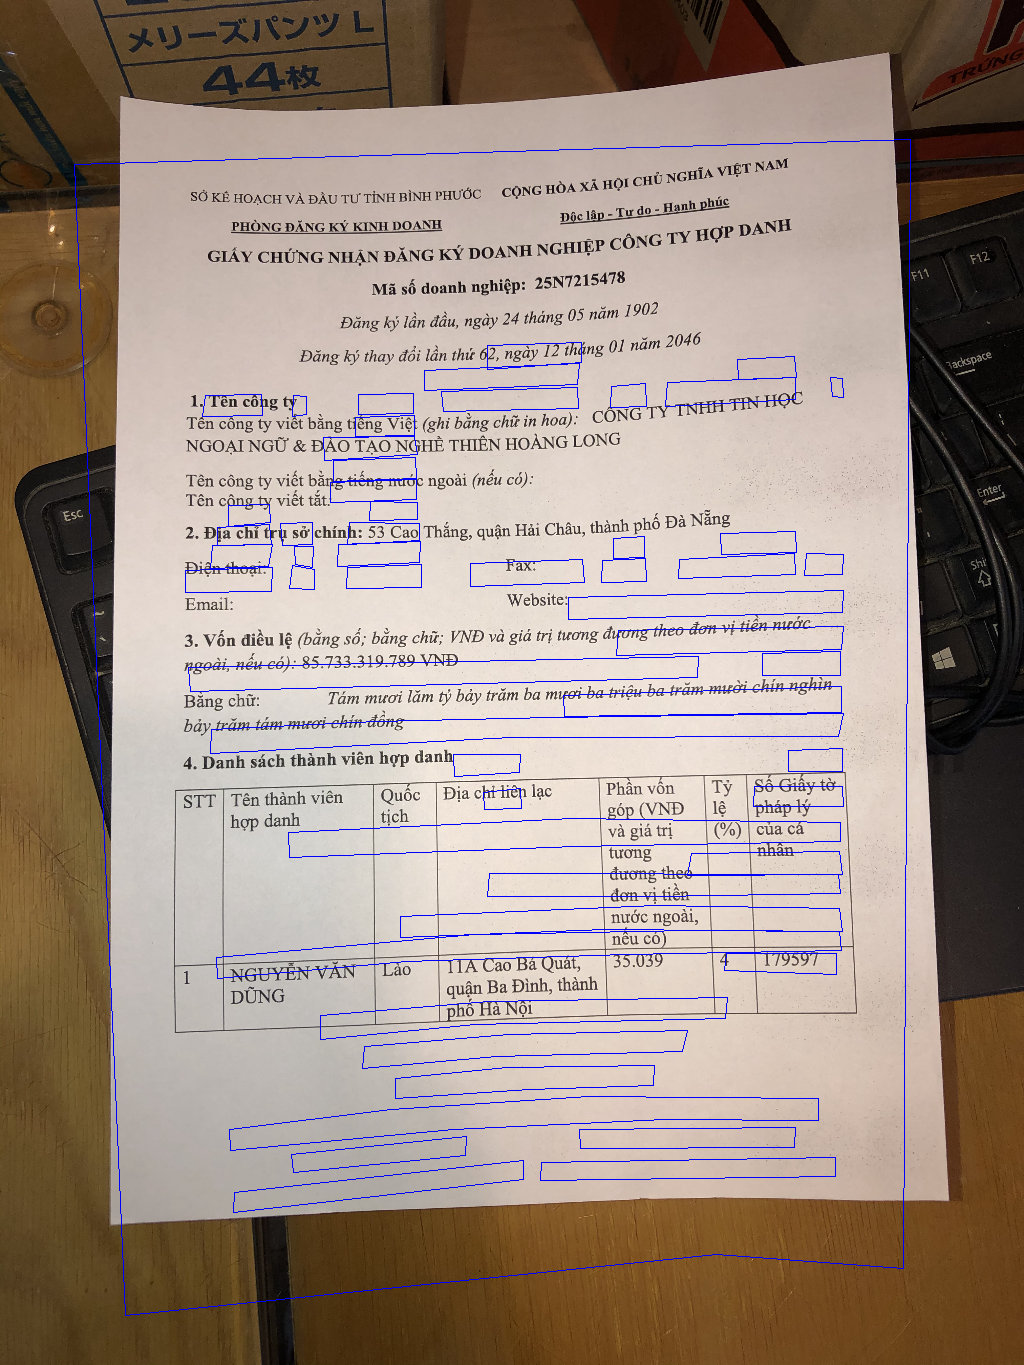 メリーズパンツ L
44枚
TRUNG
SỞ KẾ HOẠCH VÀ ĐẦU TƯ TỈNH BÌNH PHƯỚC
CỘNG HÒA XÃ HỘI CHỦ NGHĨA VIỆT NAM
PHÒNG ĐĂNG KÝ KINH DOANH
Độc lập - Tự do - Hạnh phúc
GIẤY CHỨNG NHẬN ĐĂNG KÝ DOANH NGHIỆP CÔNG TY HỢP DANH
Mã số doanh nghiệp: 25N7215478
Đăng ký lần đầu, ngày 24 tháng 05 năm 1902
Đăng ký thay đổi lần thứ 62, ngày 12 tháng 01 năm 2046
1. Tên công ty
Tên công ty viết bằng tiếng Việt (ghi bằng chữ in hoa): CÔNG TY TNHH TIN HỌC
NGOẠI NGỮ & ĐÀO TẠO NGHỀ THIÊN HOÀNG LONG
Tên công ty viết bằng tiếng nước ngoài (nếu có):
Tên công ty viết tắt:
2. Địa chỉ trụ sở chính: 53 Cao Thắng, quận Hải Châu, thành phố Đà Nẵng
Điện thoại: Fax:
Email: Website:
3. Vốn điều lệ (bằng số; bằng chữ; VNĐ và giá trị tương đương theo đơn vị tiền nước
ngoài, nếu có): 85.733.319.789 VNĐ
Bằng chữ: Tám mươi lăm tỷ bảy trăm ba mươi ba triệu ba trăm mười chín nghìn
bảy trăm tám mươi chín đồng
4. Danh sách thành viên hợp danh
STT
Tên thành viên
hợp danh
Quốc
tịch
Địa chỉ liên lạc
Phần vốn
góp (VNĐ
và giá trị
tương
đương theo
đơn vị tiền
nước ngoài,
nếu có)
Tỷ
lệ
(%)
Số Giấy tờ
pháp lý
của cá
nhân
1
NGUYỄN VĂN
DŨNG
Lào
11A Cao Bá Quát,
quận Ba Đình, thành
phố Hà Nội
35.039
4
179597
Esc
F11
F12
Backspace
Enter